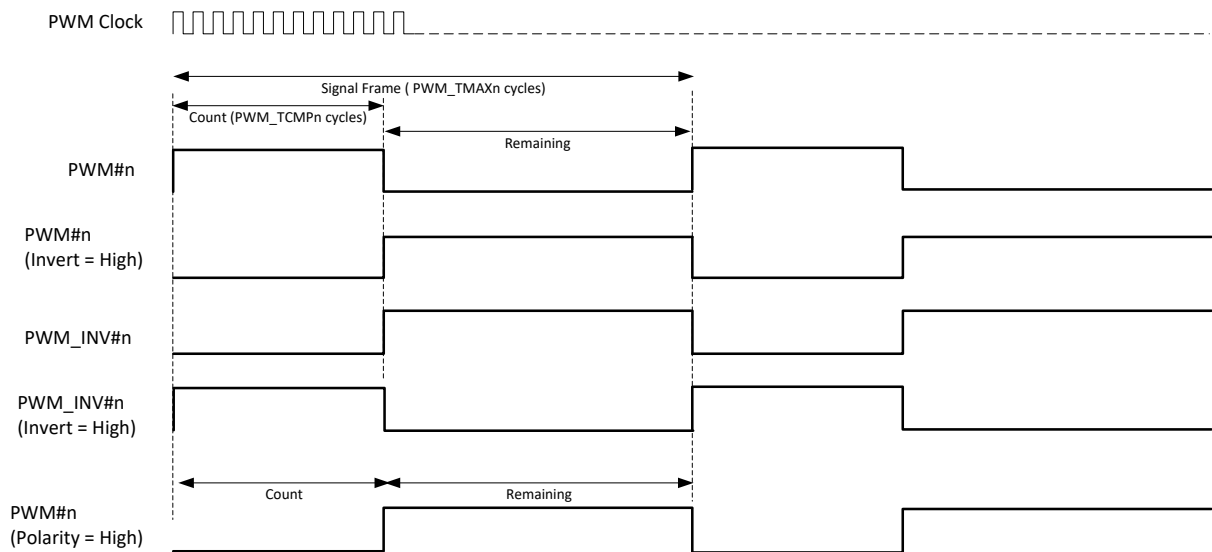 PWM Clock
Signal Frame ( PWM_TMAXn cycles)
Count (PWM_TCMPn cycles)
Remaining
PWM#n
PWM#n
(Invert = High)
PWM_INV#n
PWM_INV#n
(Invert = High)
Count
Remaining
PWM#n
(Polarity = High)